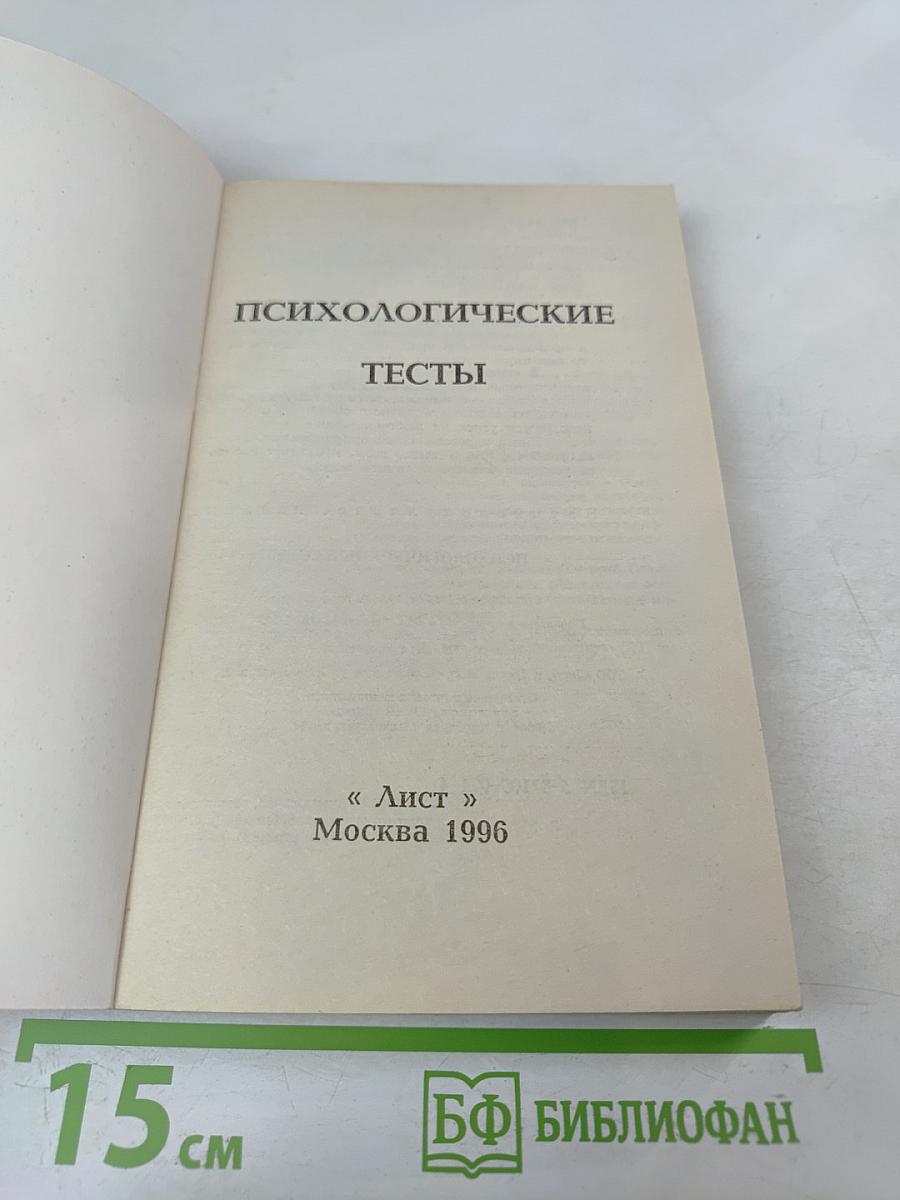 ПСИХОЛОГИЧЕСКИЕ
ТЕСТЫ
« Лист »
Москва 1996
15 см
БФ БИБЛИОФАН